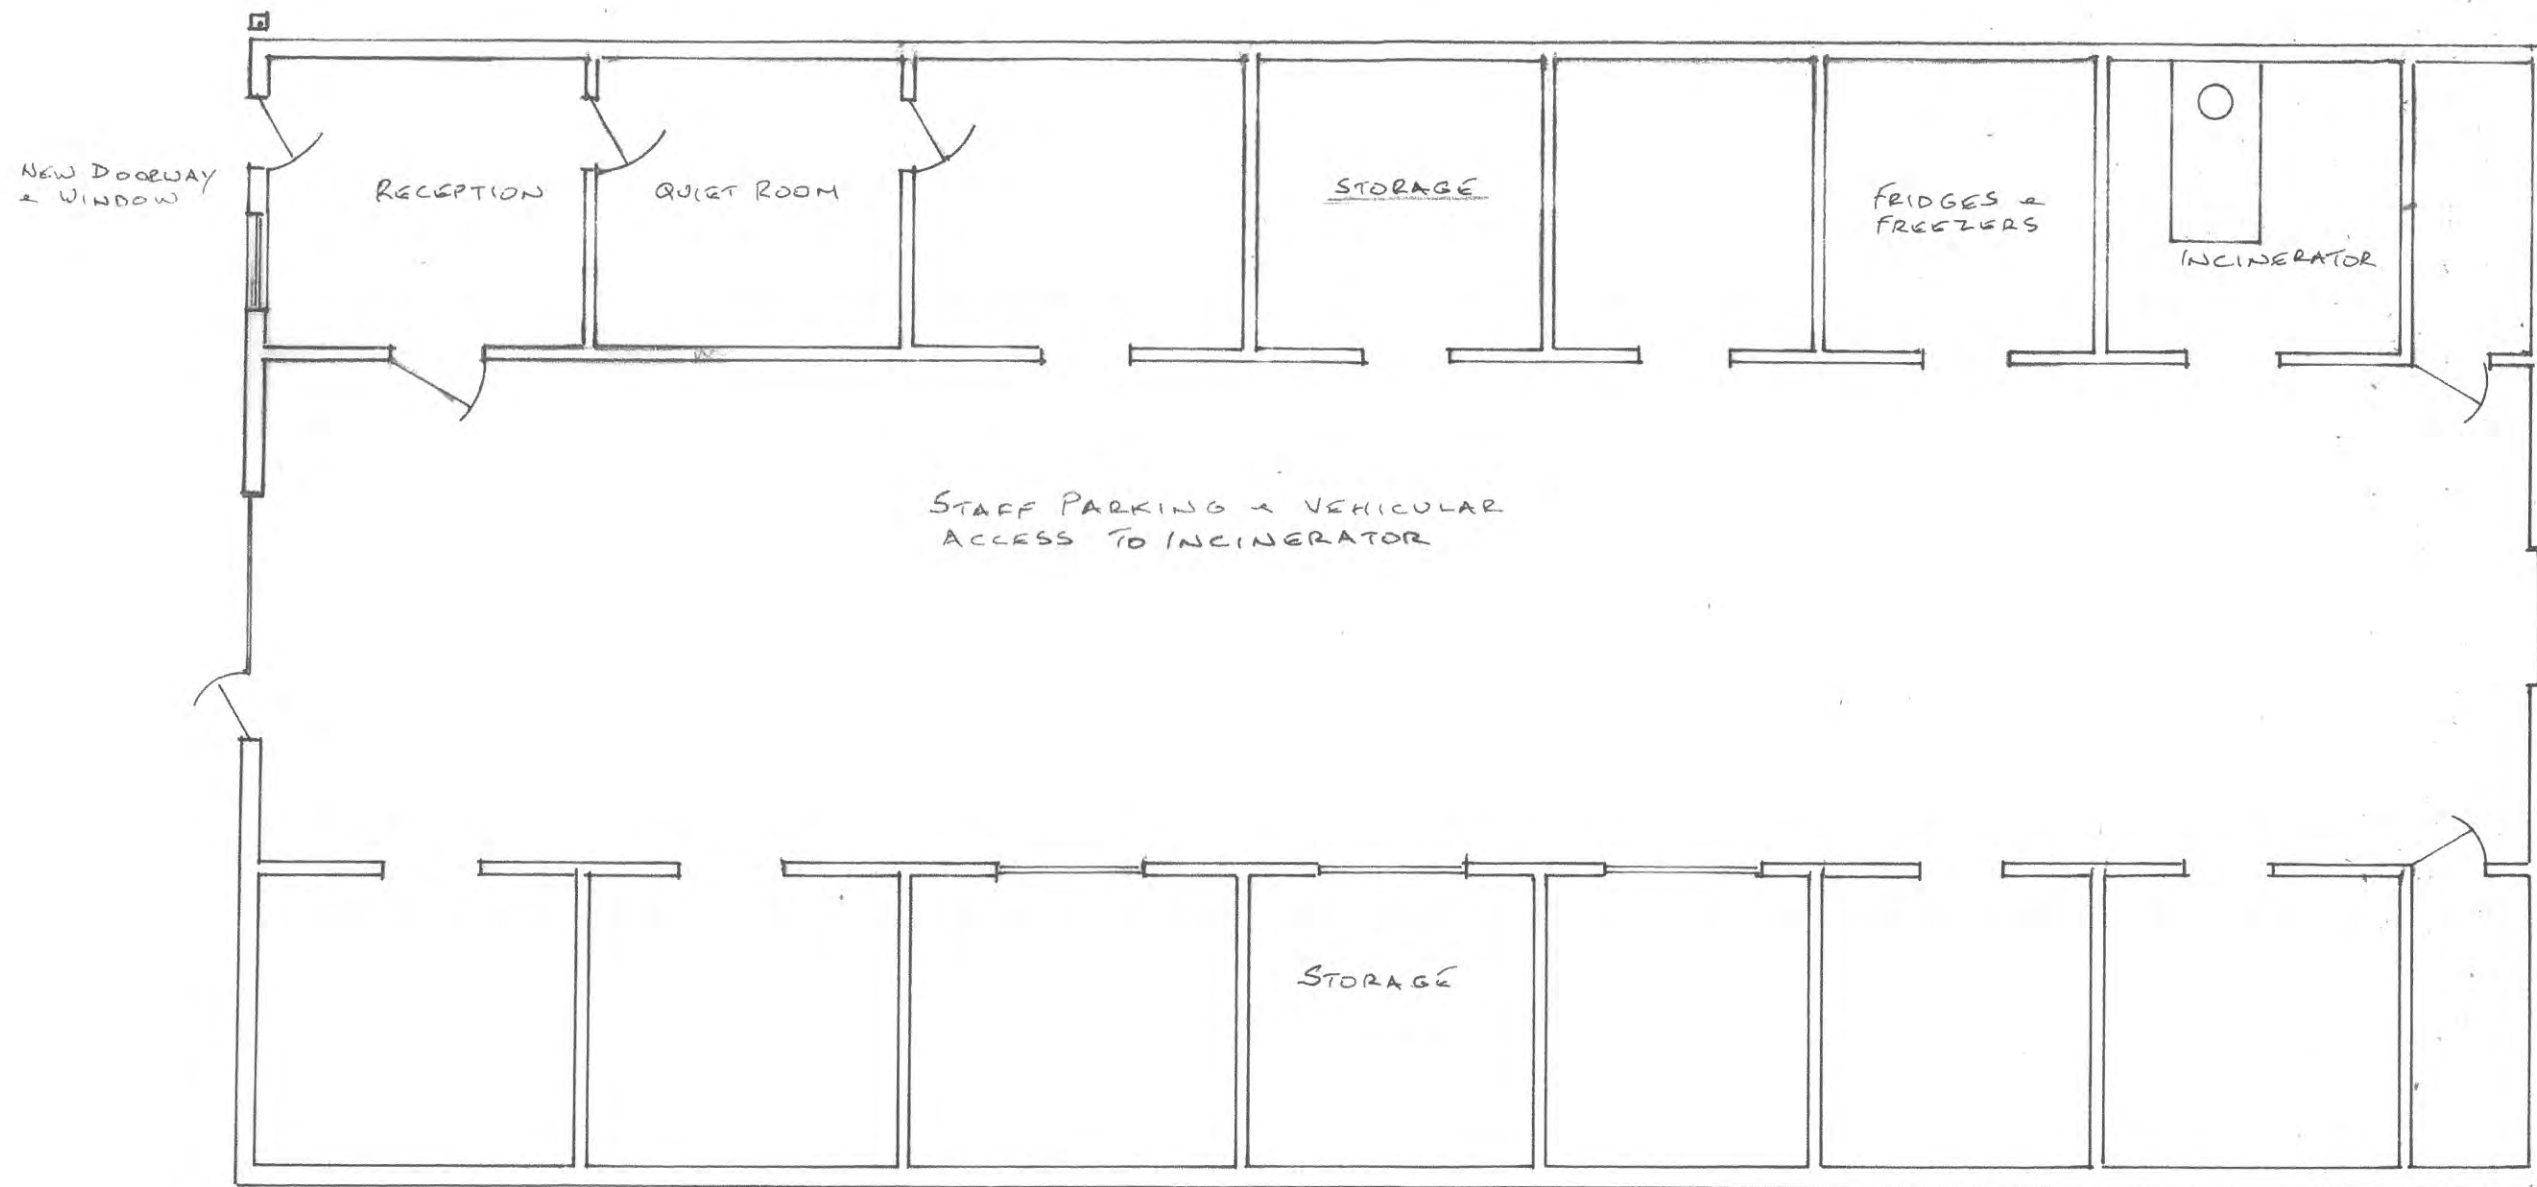 NEW DOORWAY
& WINDOW
RECEPTION
QUIET ROOM
STORAGE
FRIDGES &
FREEZERS
INCINERATOR
STAFF PARKING & VEHICULAR
ACCESS TO INCINERATOR
STORAGE